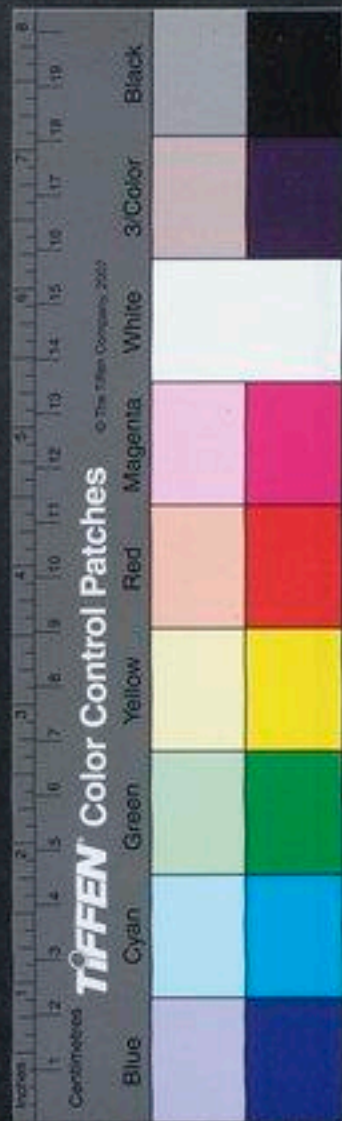 Inches 1 2 3 4 5 6 7 8
Centimetres 1 2 3 4 5 6 7 8 9 10 11 12 13 14 15 16 17 18 19
TIFFEN® Color Control Patches © The Tiffen Company, 2007
Blue Cyan Green Yellow Red Magenta White 3/Color Black